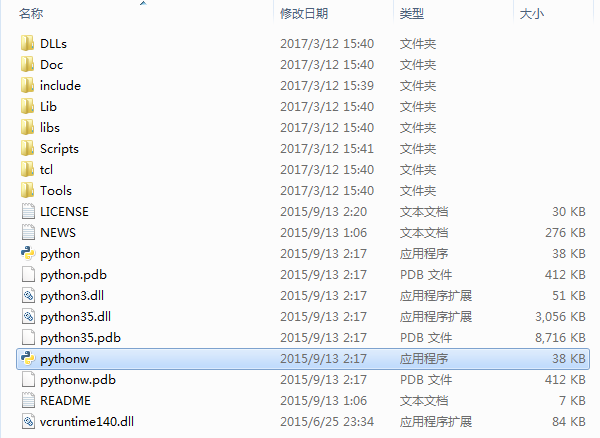 名称 修改日期 类型 大小
DLLs 2017/3/12 15:40 文件夹
Doc 2017/3/12 15:40 文件夹
include 2017/3/12 15:39 文件夹
Lib 2017/3/12 15:40 文件夹
libs 2017/3/12 15:40 文件夹
Scripts 2017/3/12 15:41 文件夹
tcl 2017/3/12 15:40 文件夹
Tools 2017/3/12 15:40 文件夹
LICENSE 2015/9/13 2:20 文本文档 30 KB
NEWS 2015/9/13 1:06 文本文档 276 KB
python 2015/9/13 2:17 应用程序 38 KB
python.pdb 2015/9/13 2:17 PDB 文件 412 KB
python3.dll 2015/9/13 2:17 应用程序扩展 51 KB
python35.dll 2015/9/13 2:17 应用程序扩展 3,056 KB
python35.pdb 2015/9/13 2:17 PDB 文件 8,716 KB
pythonw 2015/9/13 2:17 应用程序 38 KB
pythonw.pdb 2015/9/13 2:17 PDB 文件 412 KB
README 2015/9/13 1:06 文本文档 7 KB
vcruntime140.dll 2015/6/25 23:34 应用程序扩展 84 KB